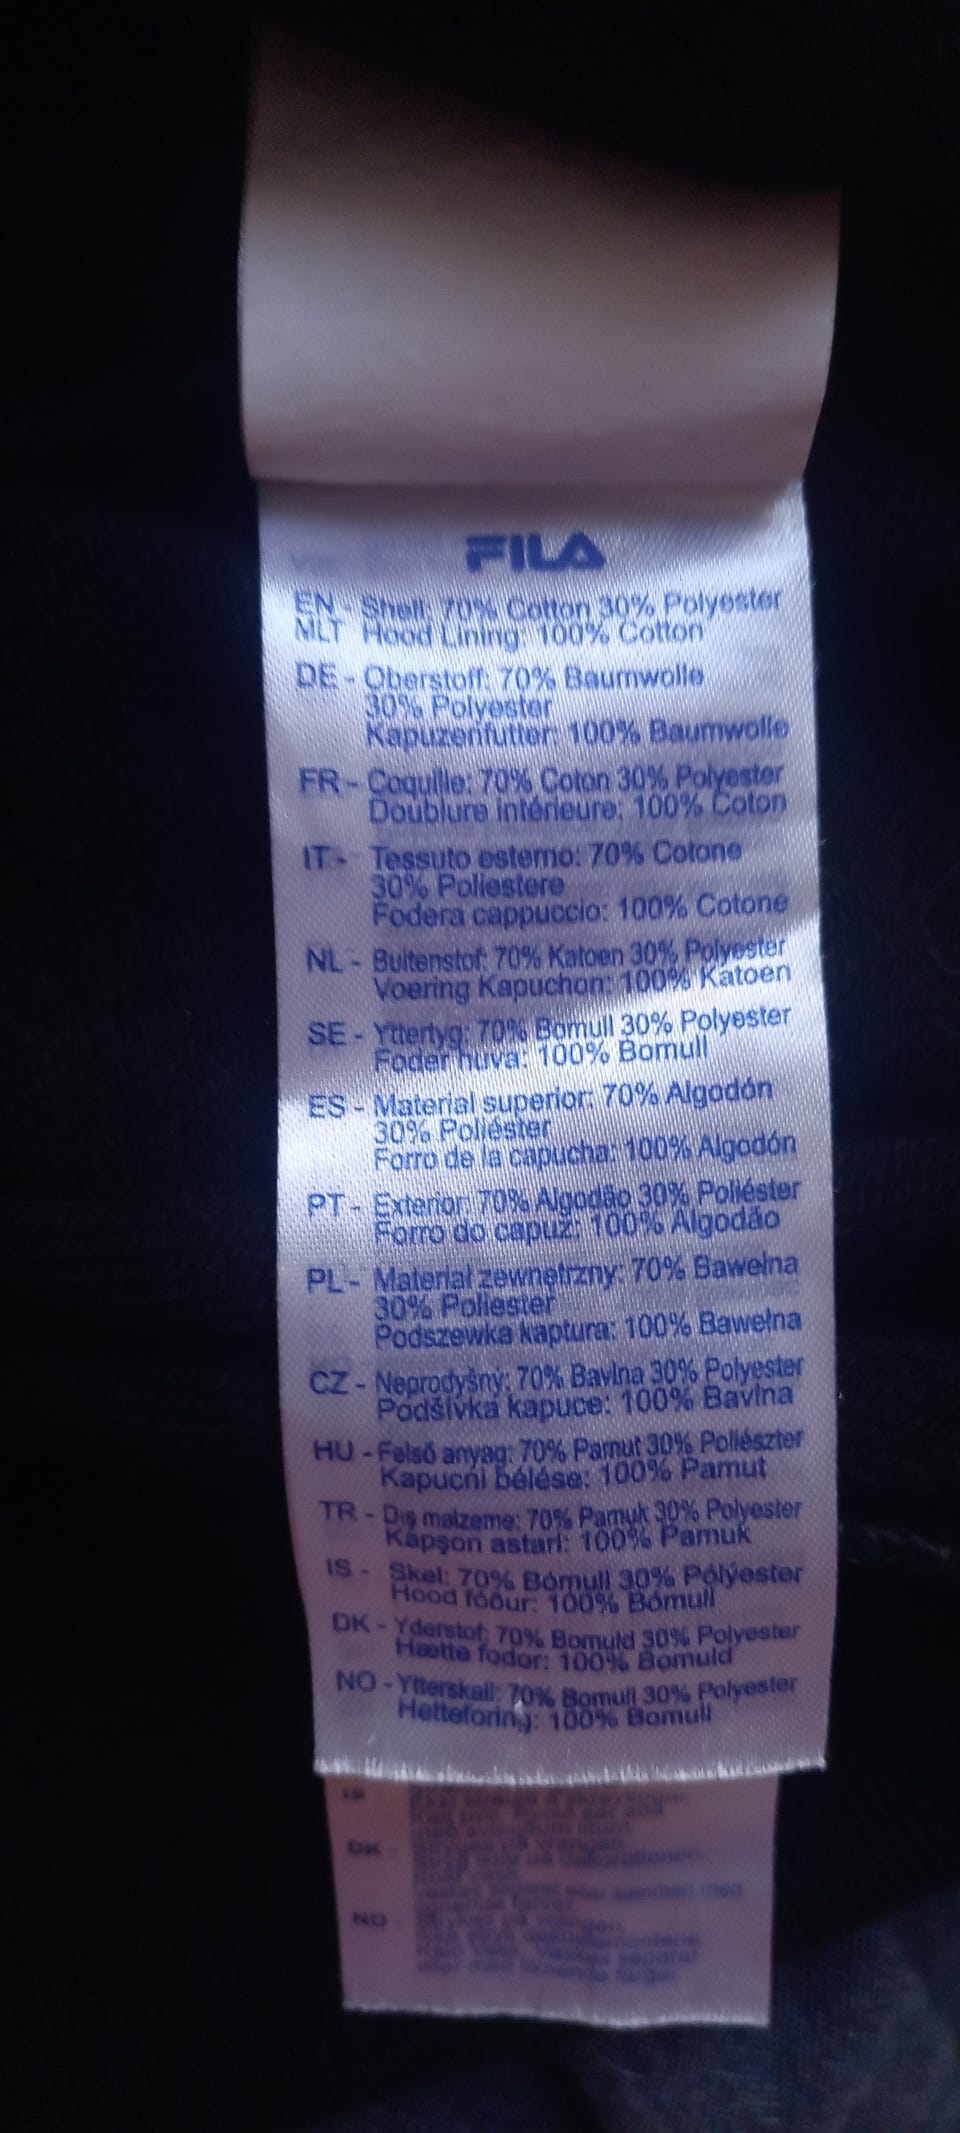 FILA
EN - Shell: 70% Cotton 30% Polyester
MLT Hood Lining: 100% Cotton
DE - Oberstoff: 70% Baumwolle
30% Polyester
Kapuzenfutter: 100% Baumwolle
FR - Coquille: 70% Coton 30% Polyester
Doublure intérieure: 100% Coton
IT - Tessuto esterno: 70% Cotone
30% Poliestere
Fodera cappuccio: 100% Cotone
NL - Buitenstof: 70% Katoen 30% Polyester
Voering Kapuchon: 100% Katoen
SE - Yttertyg: 70% Bomull 30% Polyester
Foder huva: 100% Bomull
ES - Material superior: 70% Algodón
30% Poliéster
Forro de la capucha: 100% Algodón
PT - Exterior: 70% Algodão 30% Poliéster
Forro do capuz: 100% Algodão
PL - Materiał zewnętrzny: 70% Bawełna
30% Poliester
Podszewka kaptura: 100% Bawełna
CZ - Neprodyšný: 70% Bavlna 30% Polyester
Podšívka kapuce: 100% Bavlna
HU - Felső anyag: 70% Pamut 30% Poliészter
Kapucni bélése: 100% Pamut
TR - Dış malzeme: 70% Pamuk 30% Polyester
Kapşon astarı: 100% Pamuk
IS - Skel: 70% Bómull 30% Pólýester
Hood fóður: 100% Bómull
DK - Yderstof: 70% Bomuld 30% Polyester
Hætte fodor: 100% Bomuld
NO - Ytterskall: 70% Bomull 30% Polyester
Hetteforing: 100% Bomull
IS
DK -
NO